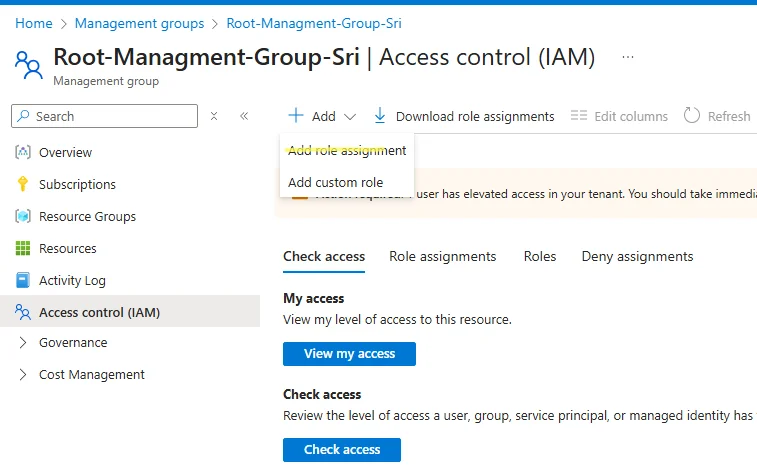 Home > Management groups > Root-Managment-Group-Sri
Root-Managment-Group-Sri | Access control (IAM) ...
Management group
Search
Add
Download role assignments
Edit columns
Refresh
Add role assignment
Add custom role
user has elevated access in your tenant. You should take immedia
Overview
Subscriptions
Resource Groups
Resources
Activity Log
Access control (IAM)
Governance
Cost Management
Check access
Role assignments
Roles
Deny assignments
My access
View my level of access to this resource.
View my access
Check access
Review the level of access a user, group, service principal, or managed identity has
Check access